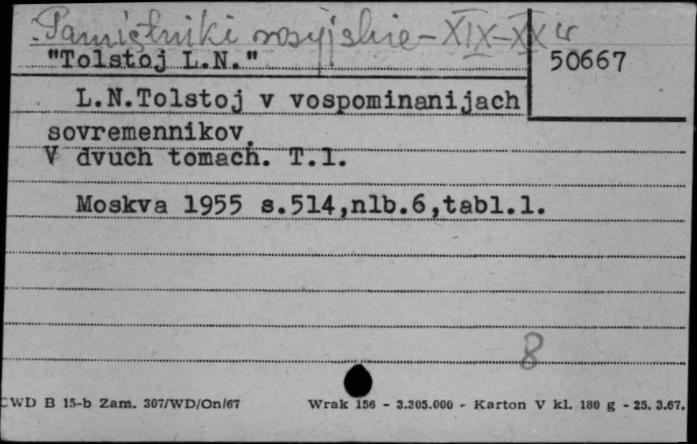 Pamiętniki rosyjskie - XIX-XX w
"Tolstoj L.N."
50667
L.N.Tolstoj v vospominanijach
sovremennikov.
V dvuch tomach. T.1.
Moskva 1955 s.514,nlb.6,tabl.1.
8
CWD B 15-b Zam. 307/WD/On/67 Wrak 156 - 3.305.000 - Karton V kl. 180 g - 25. 3.67.